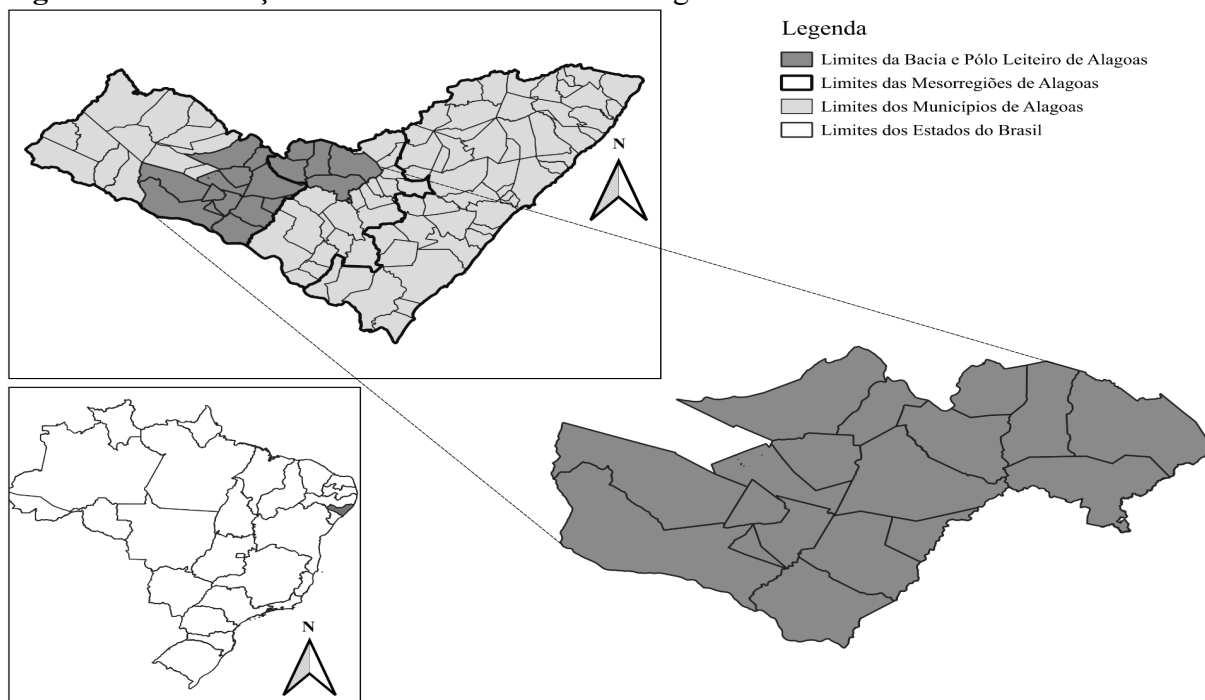 Legenda
Limites da Bacia e Pólo Leiteiro de Alagoas
Limites das Mesorregiões de Alagoas
Limites dos Municípios de Alagoas
Limites dos Estados do Brasil
N
N